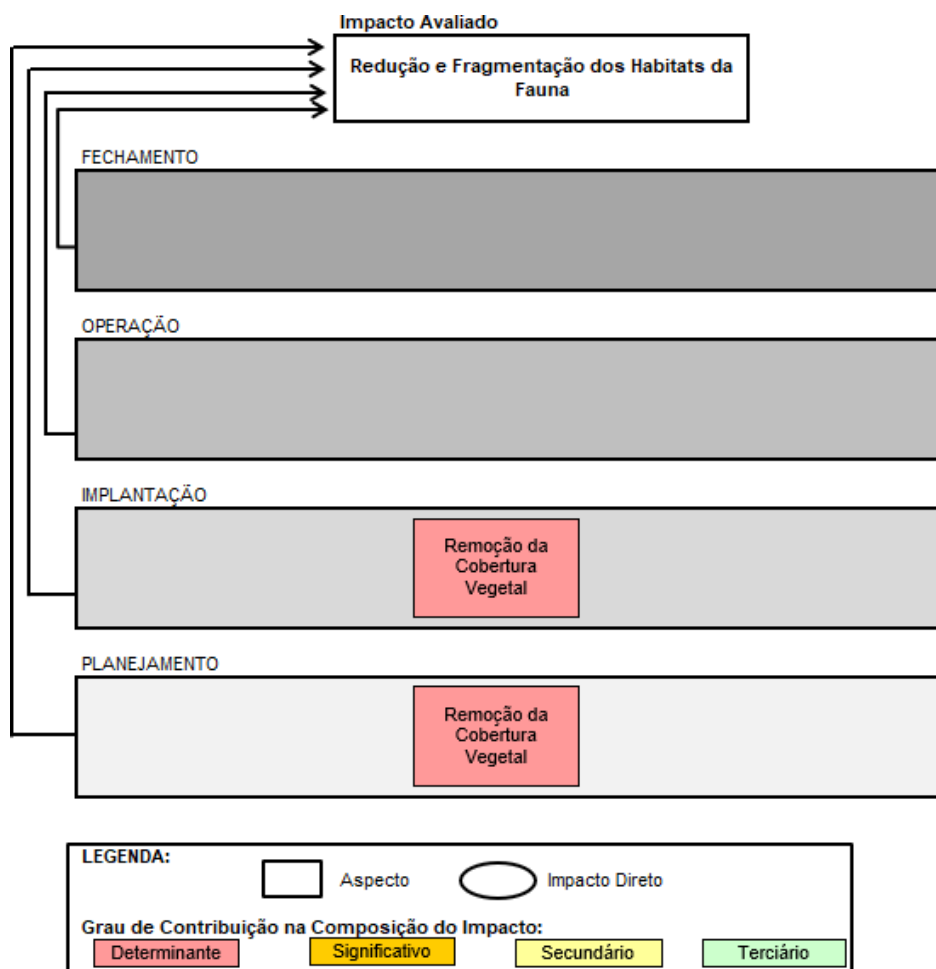 Impacto Avaliado
Redução e Fragmentação dos Habitats da
Fauna
FECHAMENTO
OPERAÇÃO
IMPLANTAÇÃO
Remoção da
Cobertura
Vegetal
PLANEJAMENTO
Remoção da
Cobertura
Vegetal
LEGENDA:
Aspecto
Impacto Direto
Grau de Contribuição na Composição do Impacto:
Determinante
Significativo
Secundário
Terciário